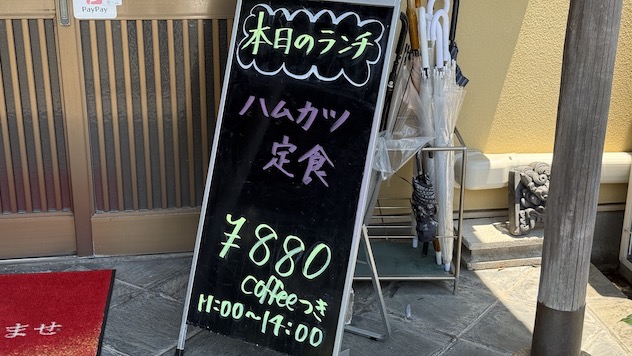 PayPay
本日のランチ
ハムカツ
定食
¥880
coffeeつき
11:00～14:00
ませ